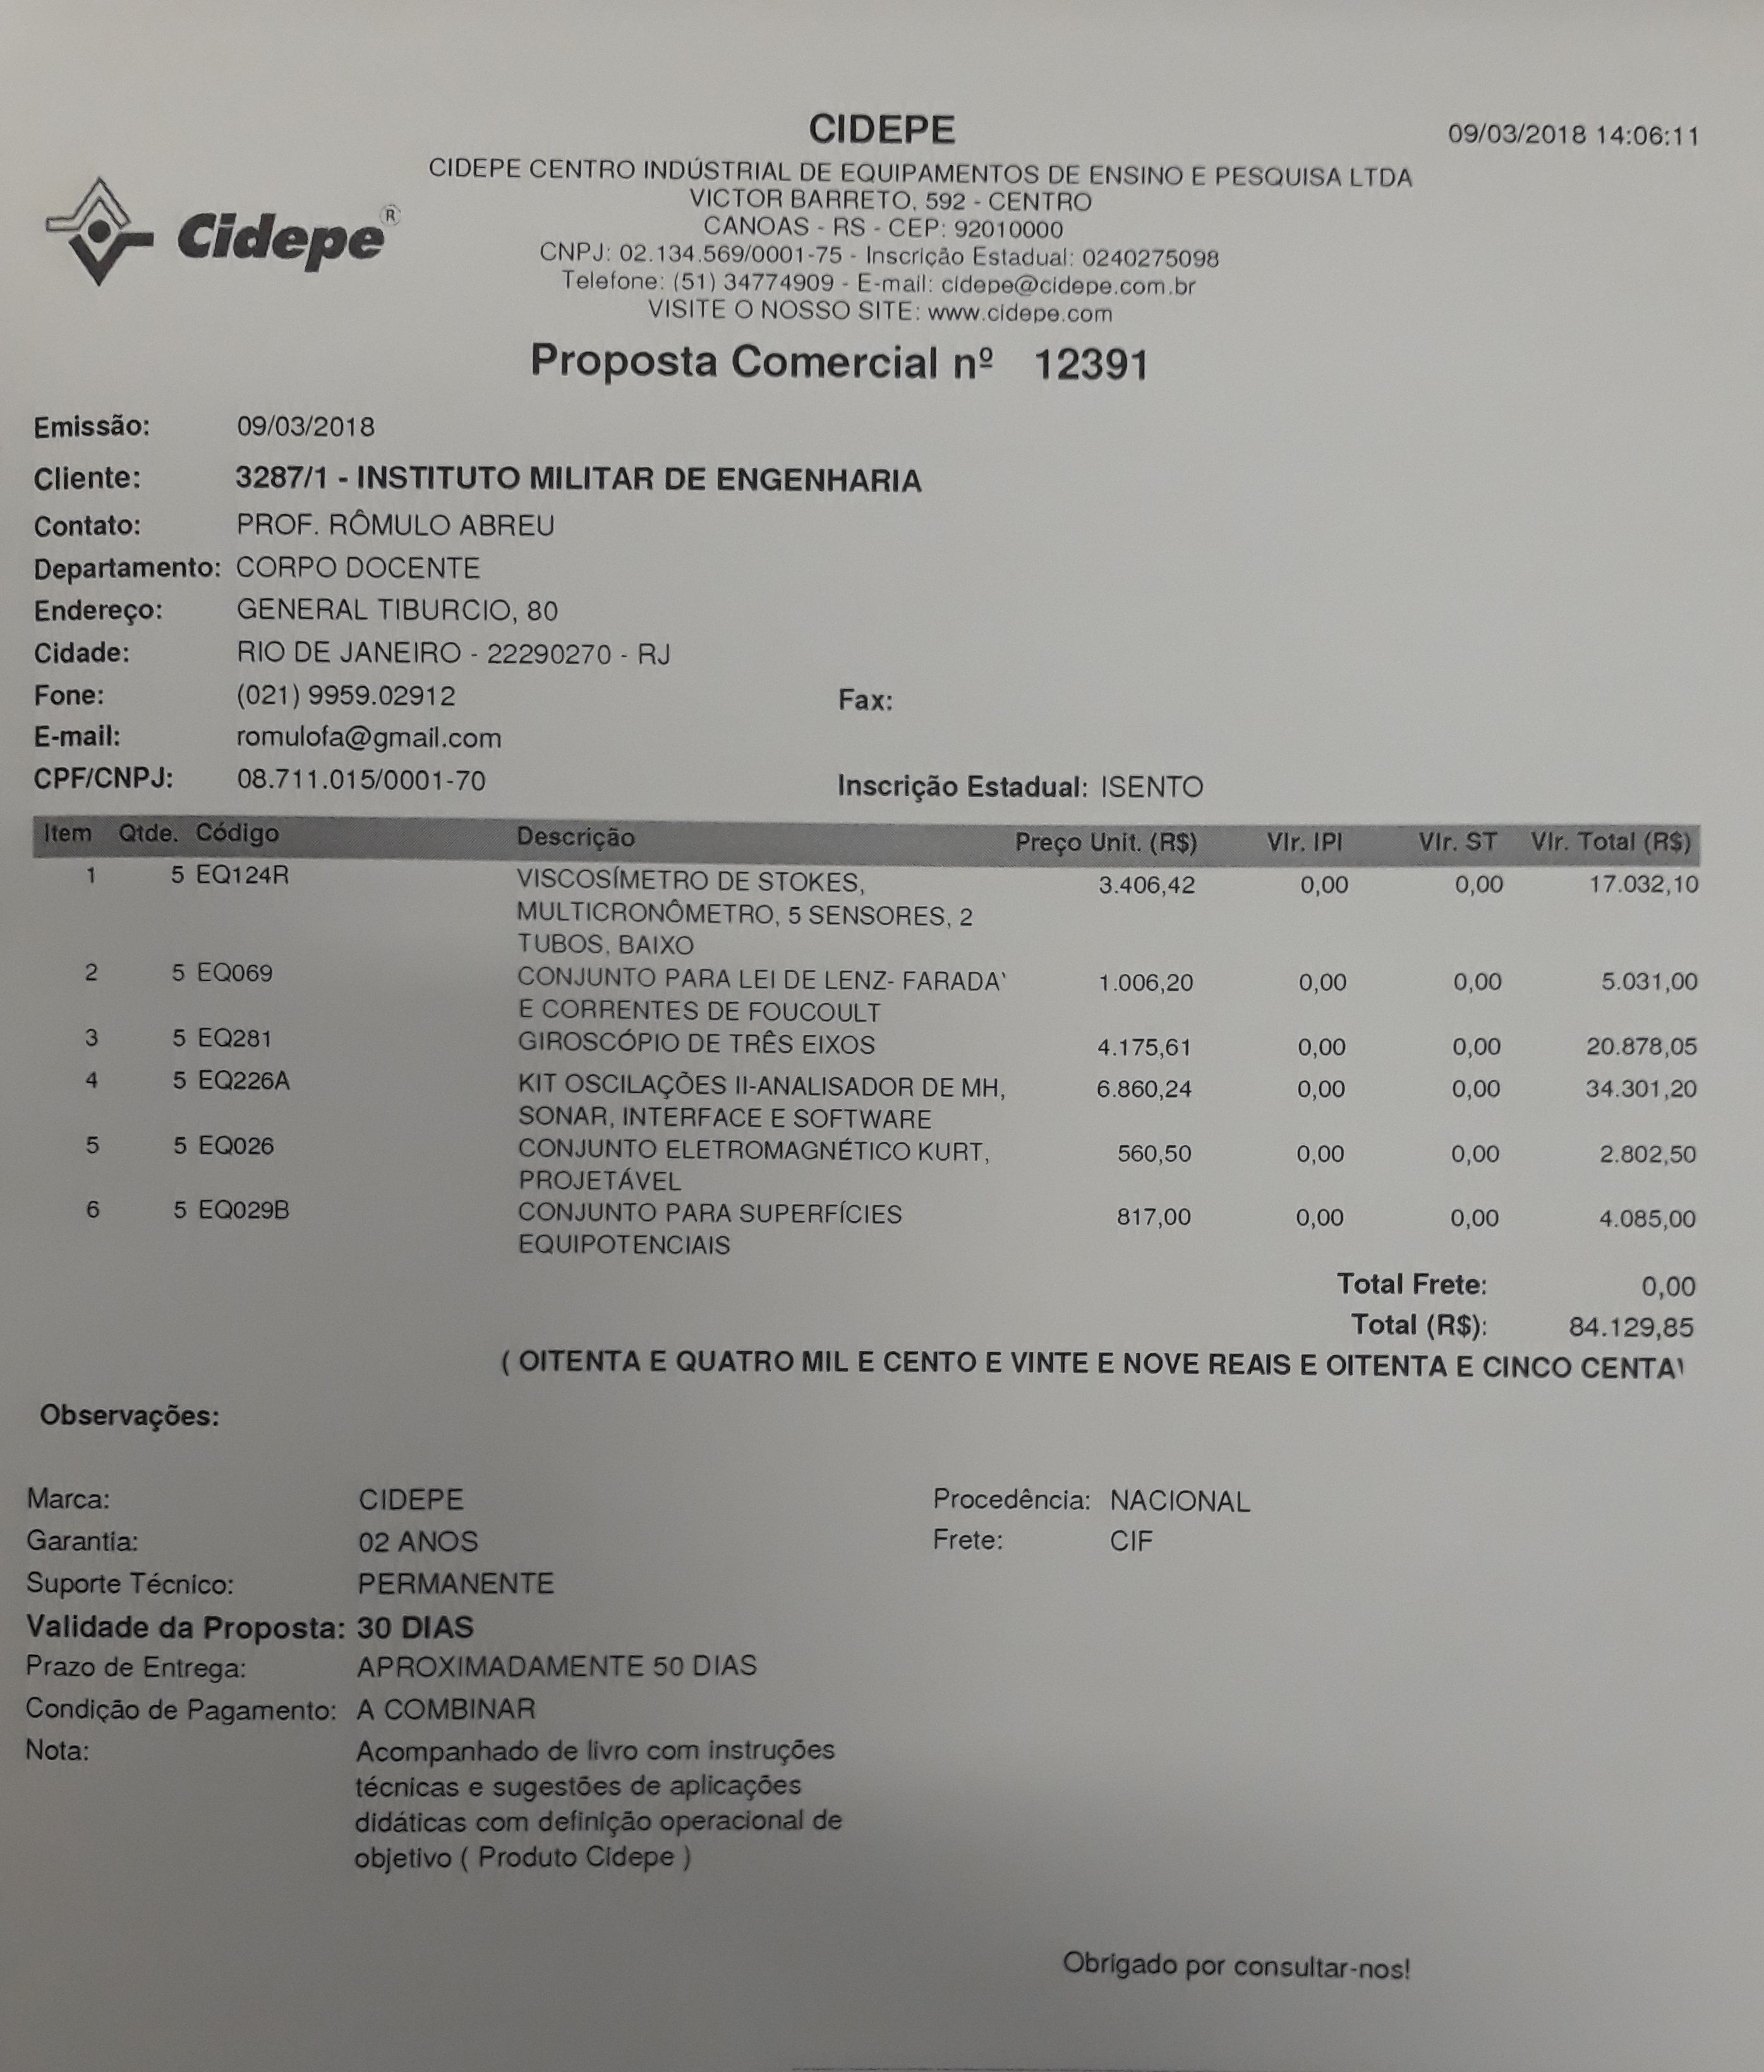 CIDEPE
09/03/2018 14:06:11
CIDEPE CENTRO INDÚSTRIAL DE EQUIPAMENTOS DE ENSINO E PESQUISA LTDA
VICTOR BARRETO, 592 - CENTRO
CANOAS - RS - CEP: 92010000
CNPJ: 02.134.569/0001-75 - Inscrição Estadual: 0240275098
Telefone: (51) 34774909 - E-mail: cidepe@cidepe.com.br
VISITE O NOSSO SITE: www.cidepe.com
Cidepe®
Proposta Comercial nº 12391
Emissão: 09/03/2018
Cliente: 3287/1 - INSTITUTO MILITAR DE ENGENHARIA
Contato: PROF. RÔMULO ABREU
Departamento: CORPO DOCENTE
Endereço: GENERAL TIBURCIO, 80
Cidade: RIO DE JANEIRO - 22290270 - RJ
Fone: (021) 9959.02912 Fax:
E-mail: romulofa@gmail.com
CPF/CNPJ: 08.711.015/0001-70 Inscrição Estadual: ISENTO
Item Qtde. Código Descrição Preço Unit. (R$) Vlr. IPI Vlr. ST Vlr. Total (R$)
1 5 EQ124R VISCOSÍMETRO DE STOKES, 3.406,42 0,00 0,00 17.032,10
MULTICRONÔMETRO, 5 SENSORES, 2
TUBOS, BAIXO
2 5 EQ069 CONJUNTO PARA LEI DE LENZ- FARADA 1.006,20 0,00 0,00 5.031,00
E CORRENTES DE FOUCOULT
3 5 EQ281 GIROSCÓPIO DE TRÊS EIXOS 4.175,61 0,00 0,00 20.878,05
4 5 EQ226A KIT OSCILAÇÕES II-ANALISADOR DE MH, 6.860,24 0,00 0,00 34.301,20
SONAR, INTERFACE E SOFTWARE
5 5 EQ026 CONJUNTO ELETROMAGNÉTICO KURT, 560,50 0,00 0,00 2.802,50
PROJETÁVEL
6 5 EQ029B CONJUNTO PARA SUPERFÍCIES 817,00 0,00 0,00 4.085,00
EQUIPOTENCIAIS
Total Frete: 0,00
Total (R$): 84.129,85
( OITENTA E QUATRO MIL E CENTO E VINTE E NOVE REAIS E OITENTA E CINCO CENTA
Observações:
Marca: CIDEPE Procedência: NACIONAL
Garantia: 02 ANOS Frete: CIF
Suporte Técnico: PERMANENTE
Validade da Proposta: 30 DIAS
Prazo de Entrega: APROXIMADAMENTE 50 DIAS
Condição de Pagamento: A COMBINAR
Nota: Acompanhado de livro com instruções
técnicas e sugestões de aplicações
didáticas com definição operacional de
objetivo ( Produto Cidepe )
Obrigado por consultar-nos!